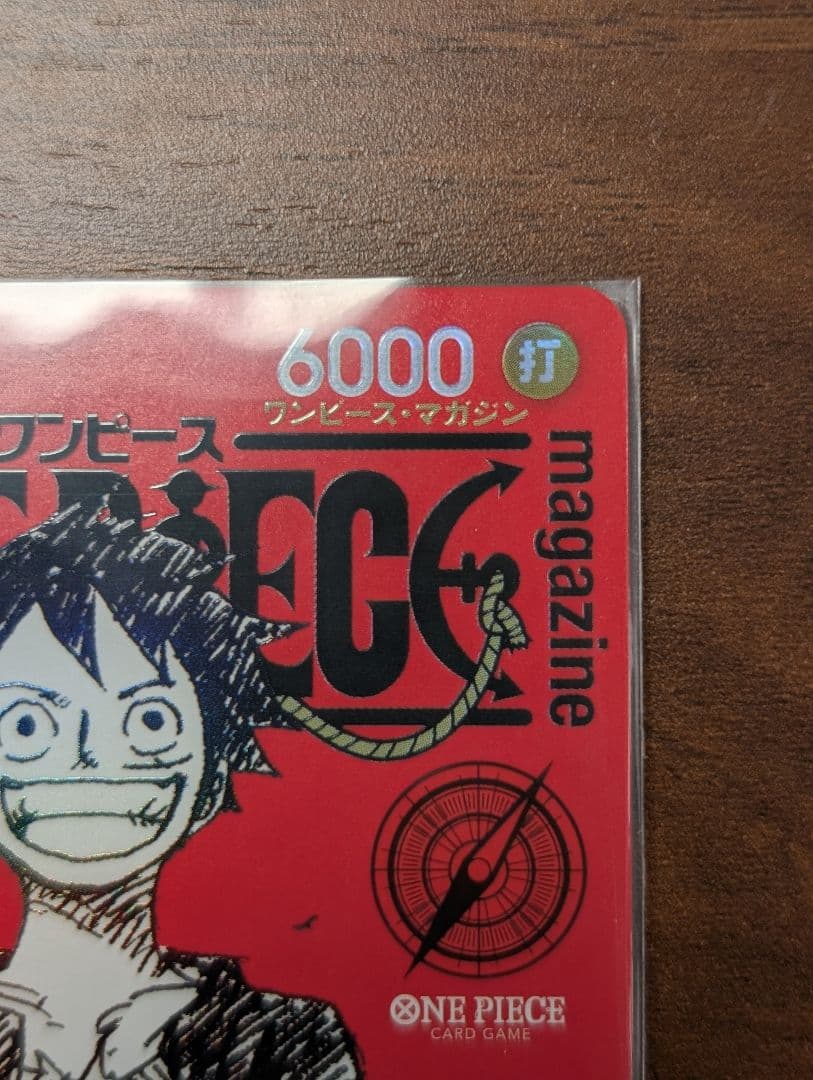 6000 打
ワンピース・マガジン
ワンピース
PIECE
magazine
ONE PIECE
CARD GAME